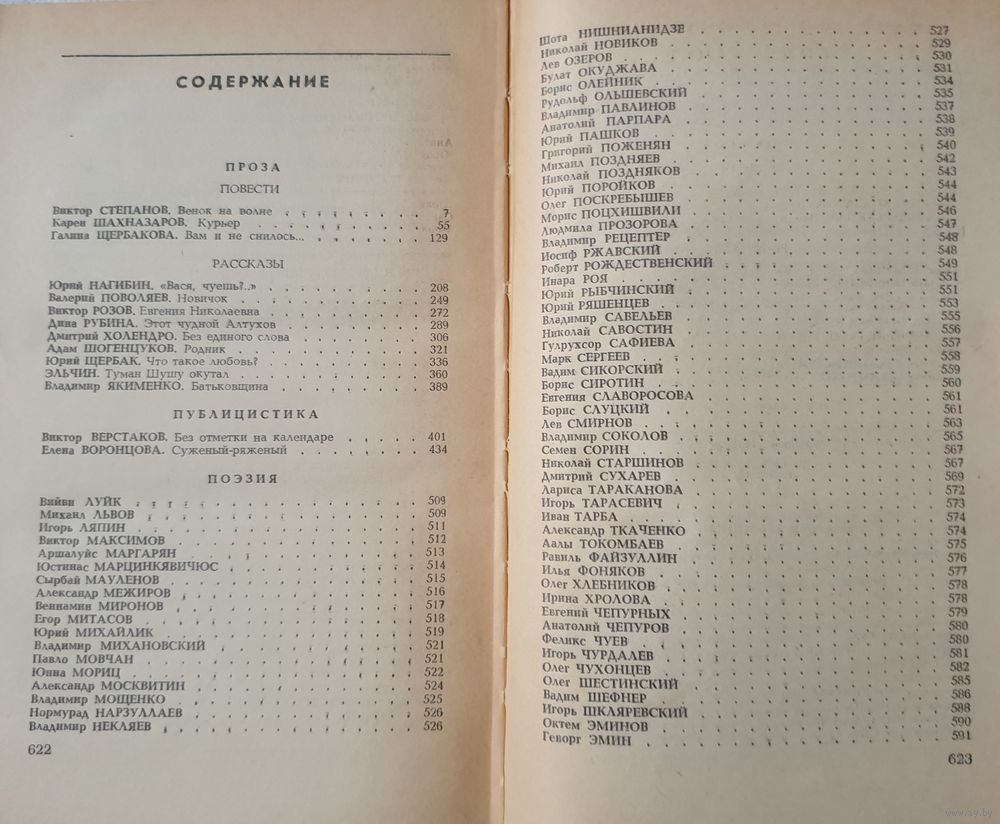 СОДЕРЖАНИЕ
ПРОЗА
ПОВЕСТИ
Виктор СТЕПАНОВ. Венок на волне . . . . . . . . 7
Карен ШАХНАЗАРОВ. Курьер . . . . . . . . 55
Галина ЩЕРБАКОВА. Вам и не снилось... . . . . . . . 129
РАССКАЗЫ
Юрий НАГИБИН. «Вася, чуешь?..» . . . . . . . . 208
Валерий ПОВОЛЯЕВ. Новичок . . . . . . . . 249
Виктор РОЗОВ. Евгения Николаевна . . . . . . . . 272
Дина РУБИНА. Этот чудной Алтухов . . . . . . . . 289
Дмитрий ХОЛЕНДРО. Без единого слова . . . . . . . . 306
Адам ШОГЕНЦУКОВ. Родник . . . . . . . . 321
Юрий ЩЕРБАК. Что такое любовь? . . . . . . . . 336
ЭЛЬЧИН. Туман Шушу окутал . . . . . . . . 360
Владимир ЯКИМЕНКО. Батьковщина . . . . . . . . 389
ПУБЛИЦИСТИКА
Виктор ВЕРСТАКОВ. Без отметки на календаре . . . . . 401
Елена ВОРОНЦОВА. Суженый-ряженый . . . . . . . . 434
ПОЭЗИЯ
Вийви ЛУЙК . . . . . . . . 509
Михаил ЛЬВОВ . . . . . . . . 509
Игорь ЛЯПИН . . . . . . . . 511
Виктор МАКСИМОВ . . . . . . . . 512
Аршалуйс МАРГАРЯН . . . . . . . . 513
Юстинас МАРЦИНКЯВИЧЮС . . . . . . . . 514
Сырбай МАУЛЕНОВ . . . . . . . . 515
Александр МЕЖИРОВ . . . . . . . . 516
Вениамин МИРОНОВ . . . . . . . . 517
Егор МИТАСОВ . . . . . . . . 518
Юрий МИХАЙЛИК . . . . . . . . 519
Владимир МИХАНОВСКИЙ . . . . . . . . 521
Павло МОВЧАН . . . . . . . . 521
Юнна МОРИЦ . . . . . . . . 522
Александр МОСКВИТИН . . . . . . . . 524
Владимир МОЩЕНКО . . . . . . . . 525
Нормурад НАРЗУЛЛАЕВ . . . . . . . . 526
Владимир НЕКЛЯЕВ . . . . . . . . 526
622
Шота НИШНИАНИДЗЕ . . . . . . . . 527
Николай НОВИКОВ . . . . . . . . 529
Лев ОЗЕРОВ . . . . . . . . 530
Булат ОКУДЖАВА . . . . . . . . 531
Борис ОЛЕЙНИК . . . . . . . . 534
Рудольф ОЛЬШЕВСКИЙ . . . . . . . . 535
Владимир ПАВЛИНОВ . . . . . . . . 537
Анатолий ПАРПАРА . . . . . . . . 538
Юрий ПАШКОВ . . . . . . . . 539
Григорий ПОЖЕНЯН . . . . . . . . 540
Михаил ПОЗДНЯЕВ . . . . . . . . 542
Николай ПОЗДНЯКОВ . . . . . . . . 543
Юрий ПОРОЙКОВ . . . . . . . . 544
Олег ПОСКРЕБЫШЕВ . . . . . . . . 544
Морис ПОЦХИШВИЛИ . . . . . . . . 546
Людмила ПРОЗОРОВА . . . . . . . . 547
Владимир РЕЦЕПТЕР . . . . . . . . 548
Иосиф РЖАВСКИЙ . . . . . . . . 548
Роберт РОЖДЕСТВЕНСКИЙ . . . . . . . . 549
Инара РОЯ . . . . . . . . 551
Юрий РЫБЧИНСКИЙ . . . . . . . . 551
Юрий РЯШЕНЦЕВ . . . . . . . . 553
Владимир САВЕЛЬЕВ . . . . . . . . 555
Николай САВОСТИН . . . . . . . . 556
Гулрухсор САФИЕВА . . . . . . . . 557
Марк СЕРГЕЕВ . . . . . . . . 558
Вадим СИКОРСКИЙ . . . . . . . . 559
Борис СИРОТИН . . . . . . . . 560
Евгения СЛАВОРОСОВА . . . . . . . . 561
Борис СЛУЦКИЙ . . . . . . . . 561
Лев СМИРНОВ . . . . . . . . 563
Владимир СОКОЛОВ . . . . . . . . 565
Семен СОРИН . . . . . . . . 567
Николай СТАРШИНОВ . . . . . . . . 567
Дмитрий СУХАРЕВ . . . . . . . . 569
Лариса ТАРАКАНОВА . . . . . . . . 572
Игорь ТАРАСЕВИЧ . . . . . . . . 573
Иван ТАРБА . . . . . . . . 574
Александр ТКАЧЕНКО . . . . . . . . 574
Аалы ТОКОМБАЕВ . . . . . . . . 575
Равиль ФАЙЗУЛЛИН . . . . . . . . 576
Илья ФОНЯКОВ . . . . . . . . 577
Олег ХЛЕБНИКОВ . . . . . . . . 578
Ирина ХРОЛОВА . . . . . . . . 578
Евгений ЧЕПУРНЫХ . . . . . . . . 579
Анатолий ЧЕПУРОВ . . . . . . . . 580
Феликс ЧУЕВ . . . . . . . . 580
Игорь ЧУРДАЛЕВ . . . . . . . . 581
Олег ЧУХОНЦЕВ . . . . . . . . 582
Олег ШЕСТИНСКИЙ . . . . . . . . 585
Вадим ШЕФНЕР . . . . . . . . 586
Игорь ШКЛЯРЕВСКИЙ . . . . . . . . 588
Октем ЭМИНОВ . . . . . . . . 590
Геворг ЭМИН . . . . . . . . 591
623
www.ay.by